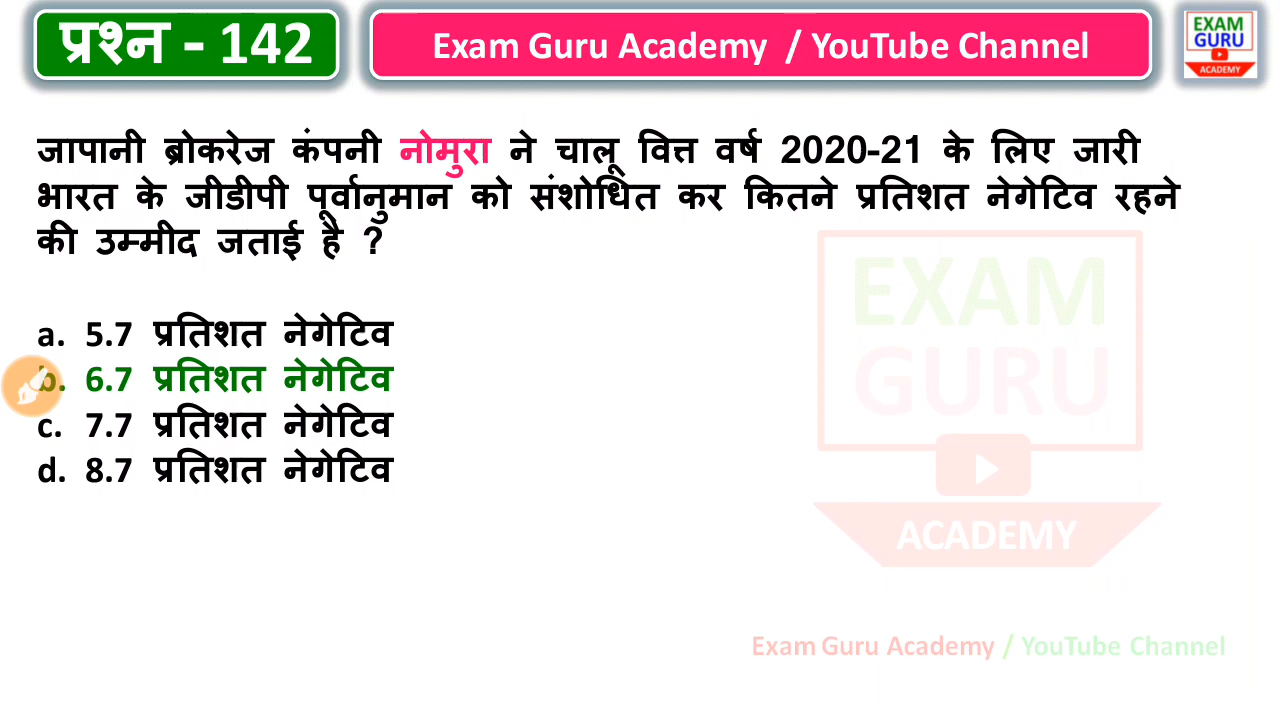 प्रश्न - 142
Exam Guru Academy / YouTube Channel
EXAM
GURU
ACADEMY
जापानी ब्रोकरेज कंपनी नोमुरा ने चालू वित्त वर्ष 2020-21 के लिए जारी
भारत के जीडीपी पूर्वानुमान को संशोधित कर कितने प्रतिशत नेगेटिव रहने
की उम्मीद जताई है ?
a. 5.7 प्रतिशत नेगेटिव
b. 6.7 प्रतिशत नेगेटिव
c. 7.7 प्रतिशत नेगेटिव
d. 8.7 प्रतिशत नेगेटिव
EXAM
GURU
ACADEMY
Exam Guru Academy / YouTube Channel